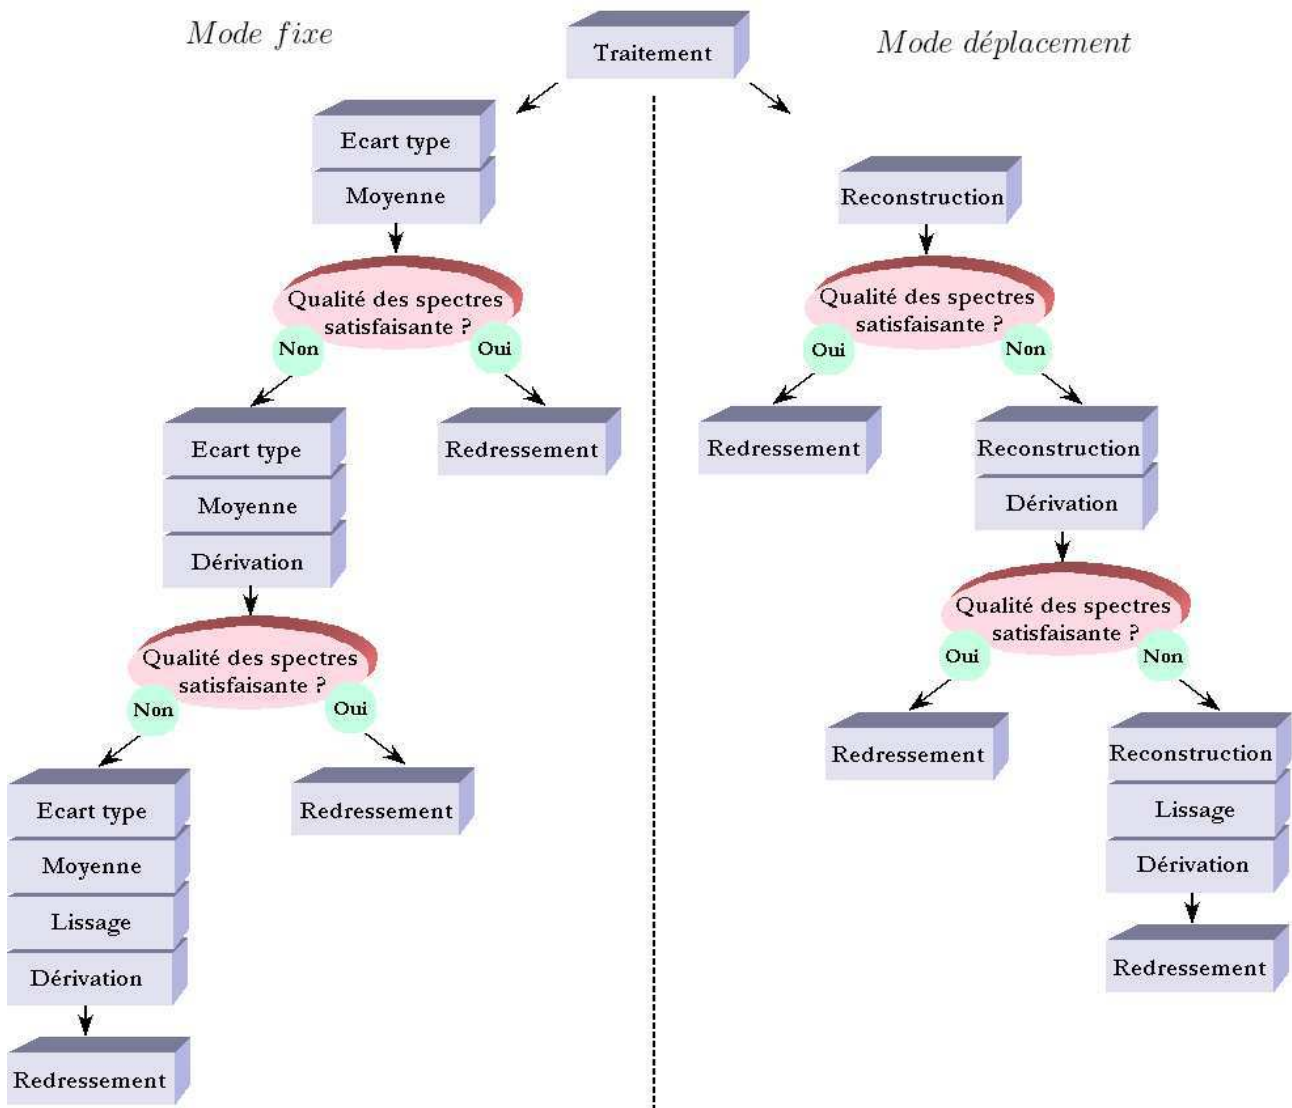 Mode fixe
Traitement
Mode déplacement
Ecart type
Moyenne
Qualité des spectres
satisfaisante ?
Non
Oui
Ecart type
Moyenne
Dérivation
Redressement
Qualité des spectres
satisfaisante ?
Non
Oui
Ecart type
Moyenne
Lissage
Dérivation
Redressement
Redressement
Reconstruction
Qualité des spectres
satisfaisante ?
Oui
Non
Redressement
Reconstruction
Dérivation
Qualité des spectres
satisfaisante ?
Oui
Non
Redressement
Reconstruction
Lissage
Dérivation
Redressement